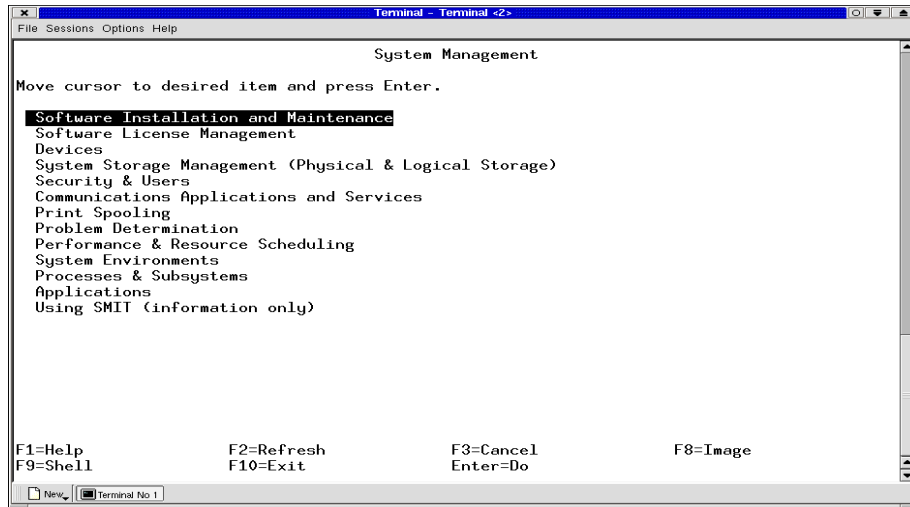 Terminal - Terminal <2>
File Sessions Options Help
System Management
Move cursor to desired item and press Enter.
Software Installation and Maintenance
Software License Management
Devices
System Storage Management (Physical & Logical Storage)
Security & Users
Communications Applications and Services
Print Spooling
Problem Determination
Performance & Resource Scheduling
System Environments
Processes & Subsystems
Applications
Using SMIT (information only)
F1=Help F2=Refresh F3=Cancel F8=Image
F9=Shell F10=Exit Enter=Do
New Terminal No 1